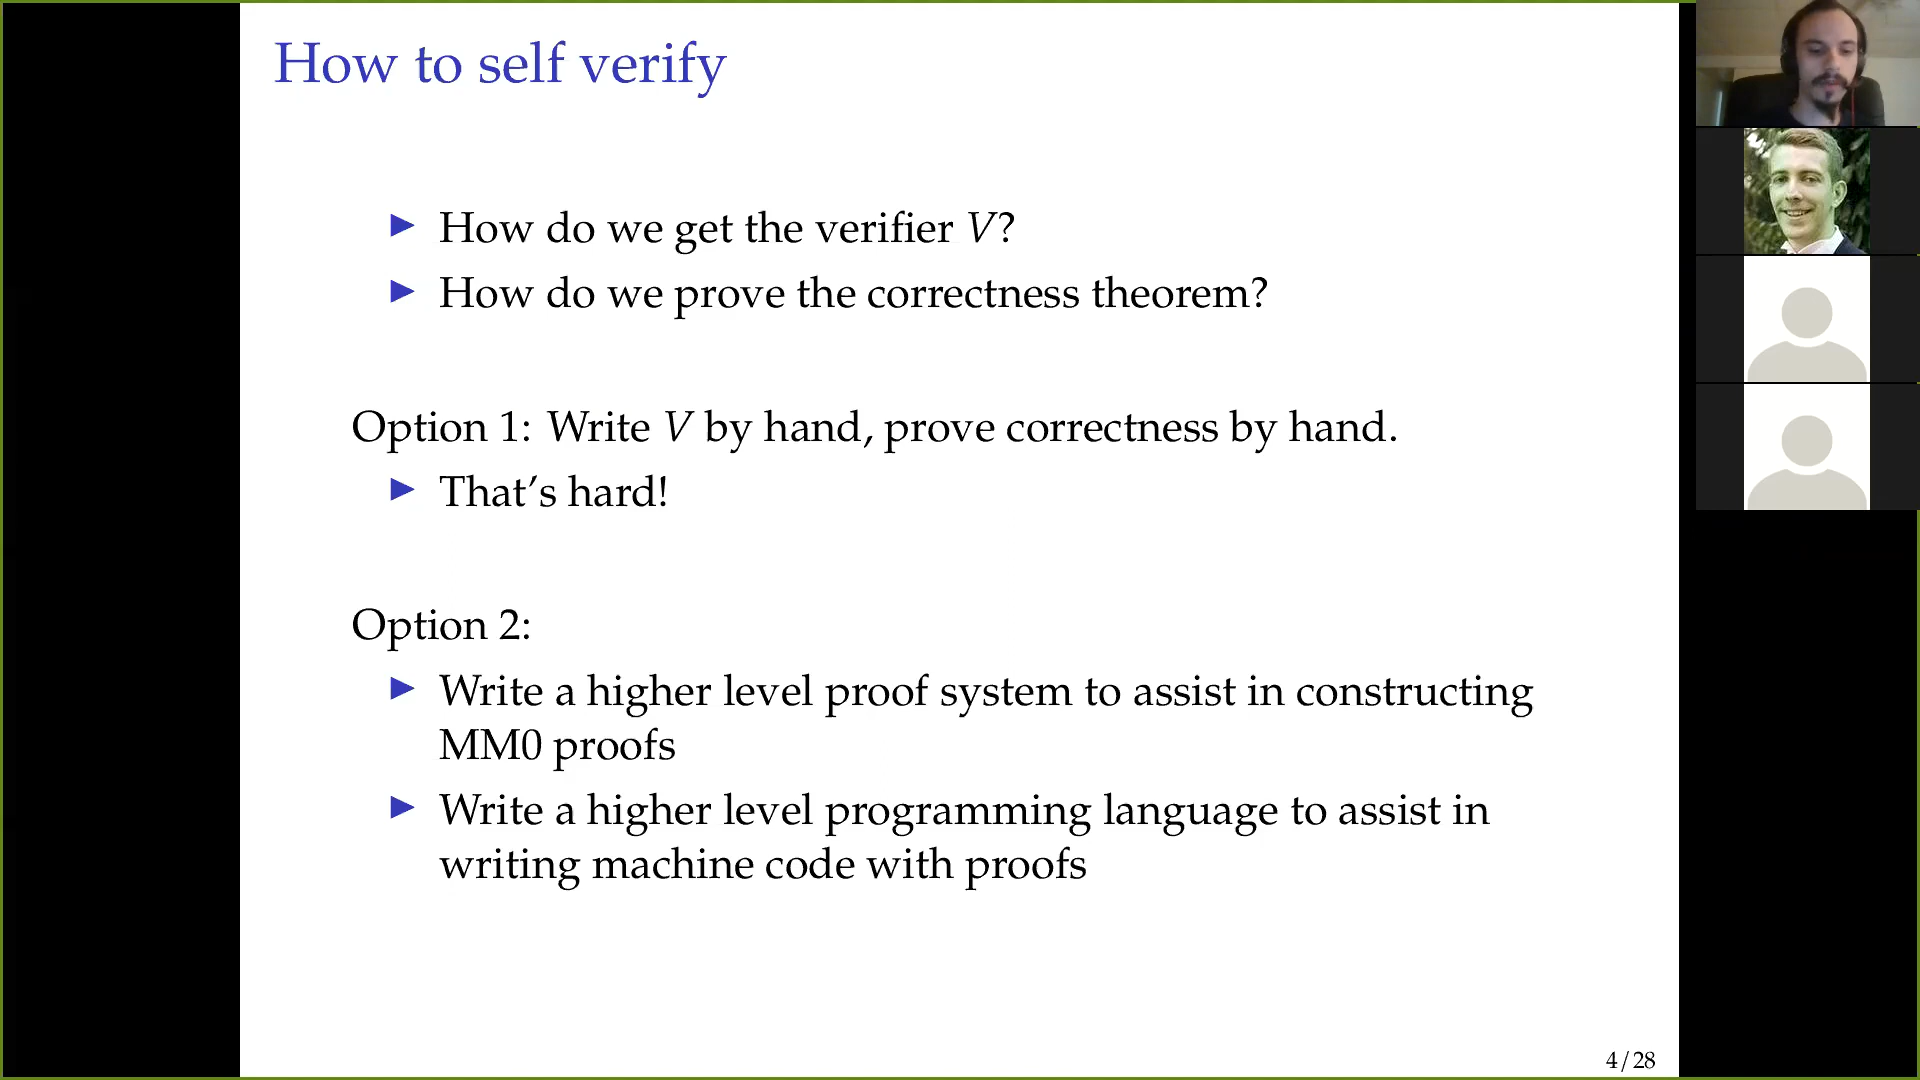 How to self verify
▶ How do we get the verifier V?
▶ How do we prove the correctness theorem?
Option 1: Write V by hand, prove correctness by hand.
▶ That’s hard!
Option 2:
▶ Write a higher level proof system to assist in constructing
MM0 proofs
▶ Write a higher level programming language to assist in
writing machine code with proofs
4/28